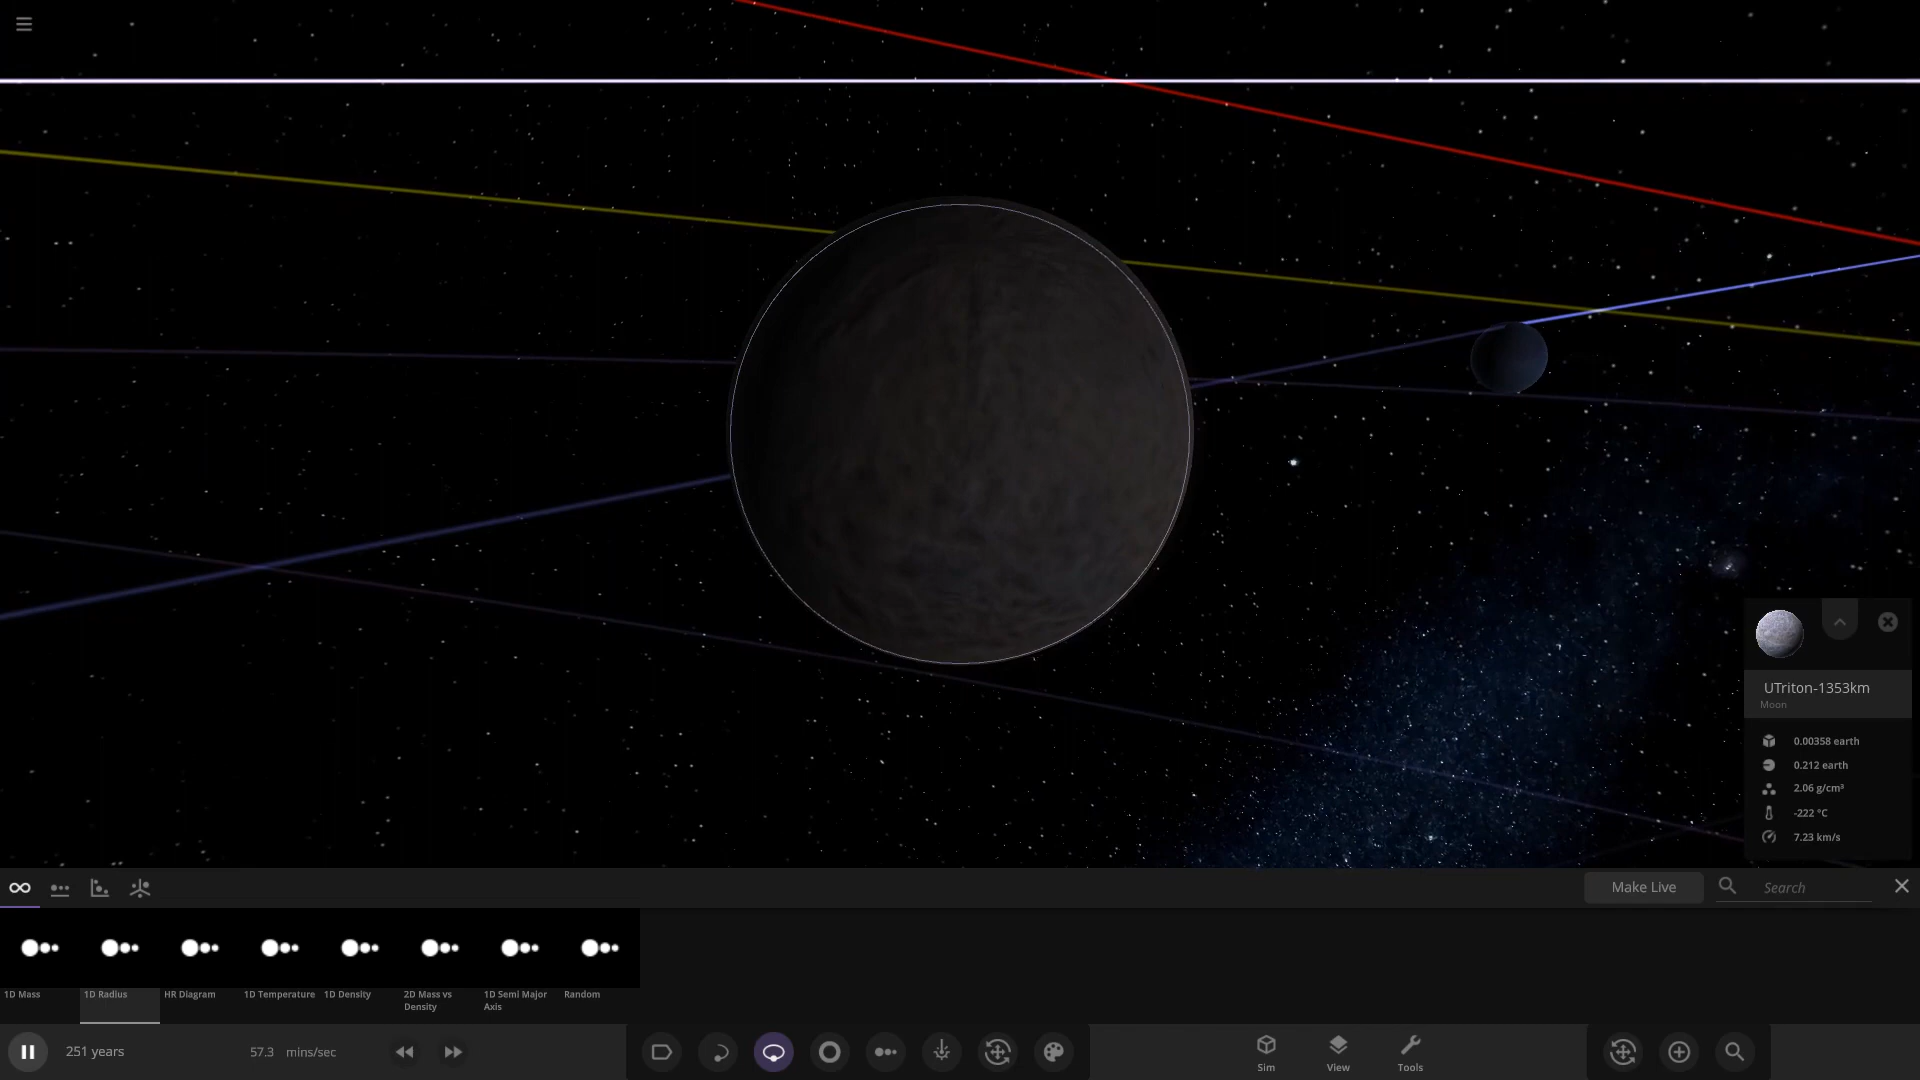 UTriton-1353km
Moon
0.00358 earth
0.212 earth
2.06 g/cm³
-222 °C
7.23 km/s
Make Live
Search
1D Mass
1D Radius
HR Diagram
1D Temperature
1D Density
2D Mass vs
Density
1D Semi Major
Axis
Random
251 years
57.3 mins/sec
Sim
View
Tools